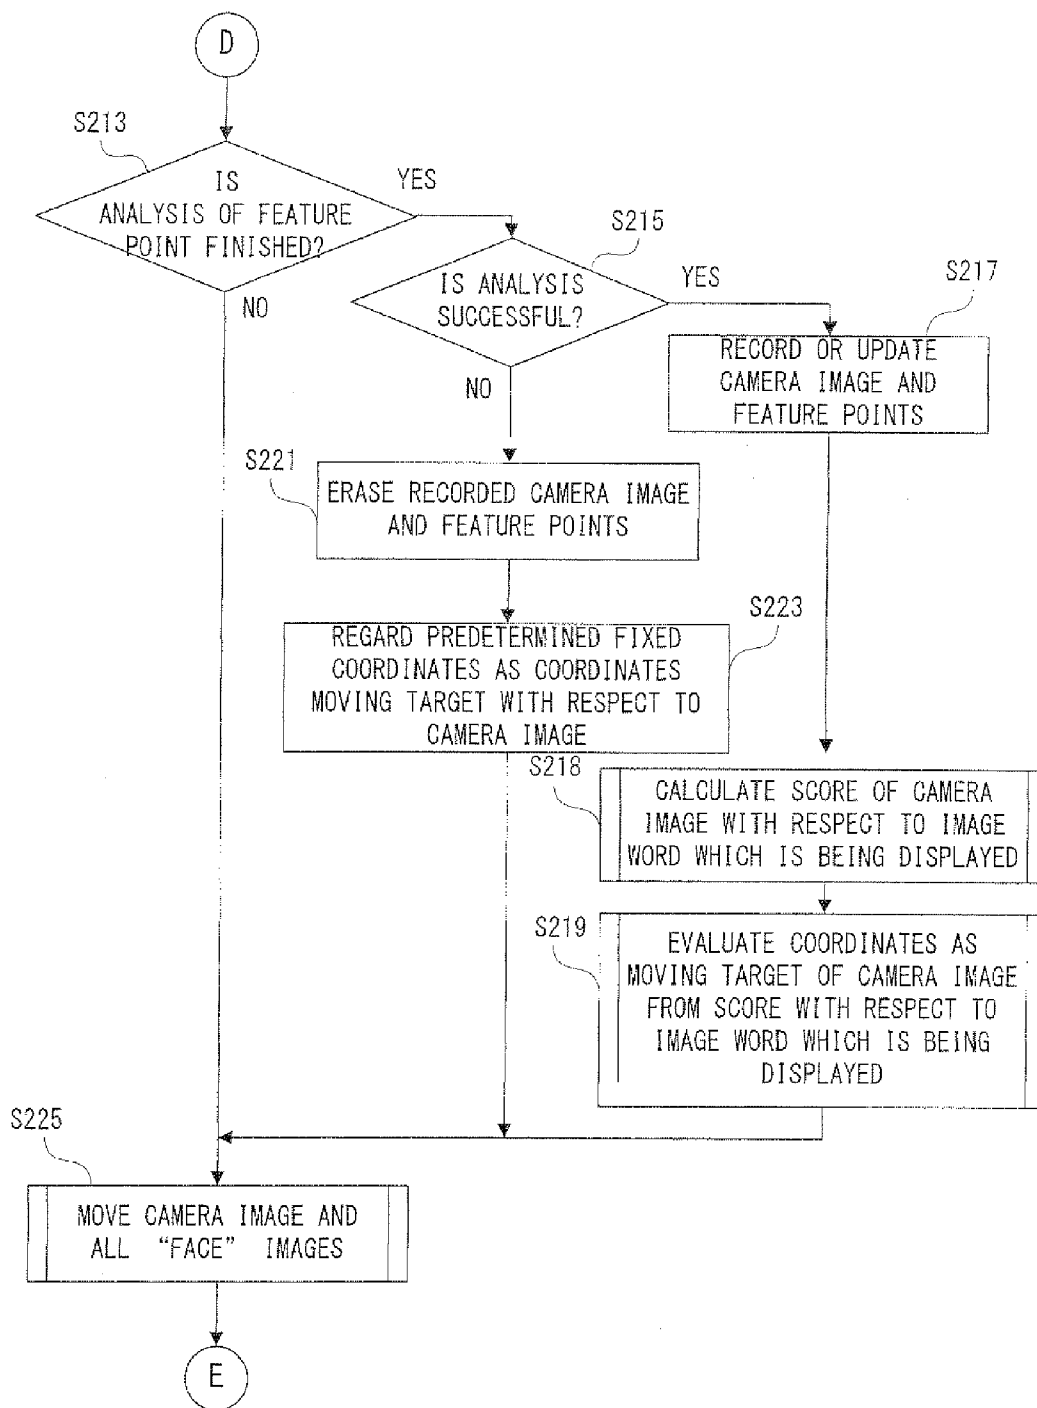 D
S213
IS
ANALYSIS OF FEATURE
POINT FINISHED?
YES
NO
S215
IS ANALYSIS
SUCCESSFUL?
YES
NO
S217
RECORD OR UPDATE
CAMERA IMAGE AND
FEATURE POINTS
S221
ERASE RECORDED CAMERA IMAGE
AND FEATURE POINTS
S223
REGARD PREDETERMINED FIXED
COORDINATES AS COORDINATES
MOVING TARGET WITH RESPECT TO
CAMERA IMAGE
S218
CALCULATE SCORE OF CAMERA
IMAGE WITH RESPECT TO IMAGE
WORD WHICH IS BEING DISPLAYED
S219
EVALUATE COORDINATES AS
MOVING TARGET OF CAMERA IMAGE
FROM SCORE WITH RESPECT TO
IMAGE WORD WHICH IS BEING
DISPLAYED
S225
MOVE CAMERA IMAGE AND
ALL “FACE” IMAGES
E